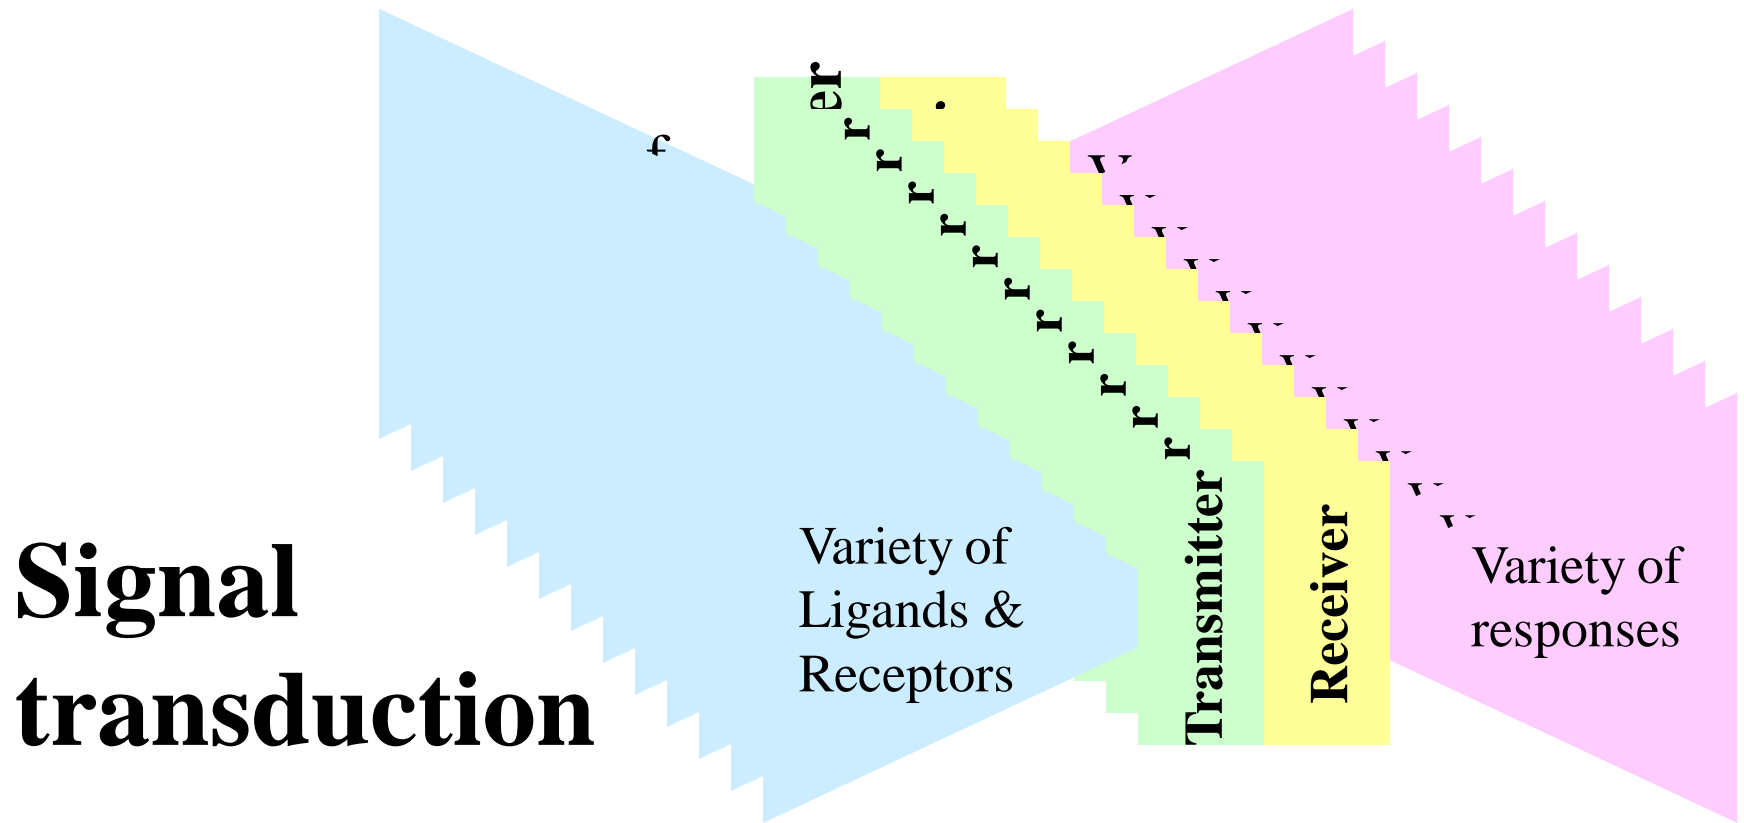 Signal
transduction
Variety of
Ligands &
Receptors
Transmitter
Receiver
Variety of
responses